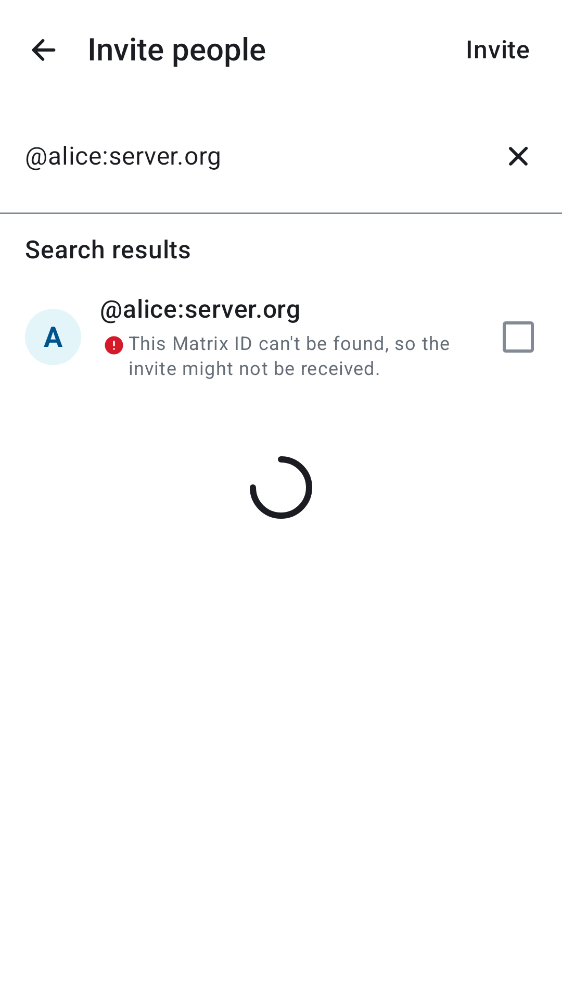 Invite people
Invite
@alice:server.org
Search results
A
@alice:server.org
This Matrix ID can't be found, so the
invite might not be received.